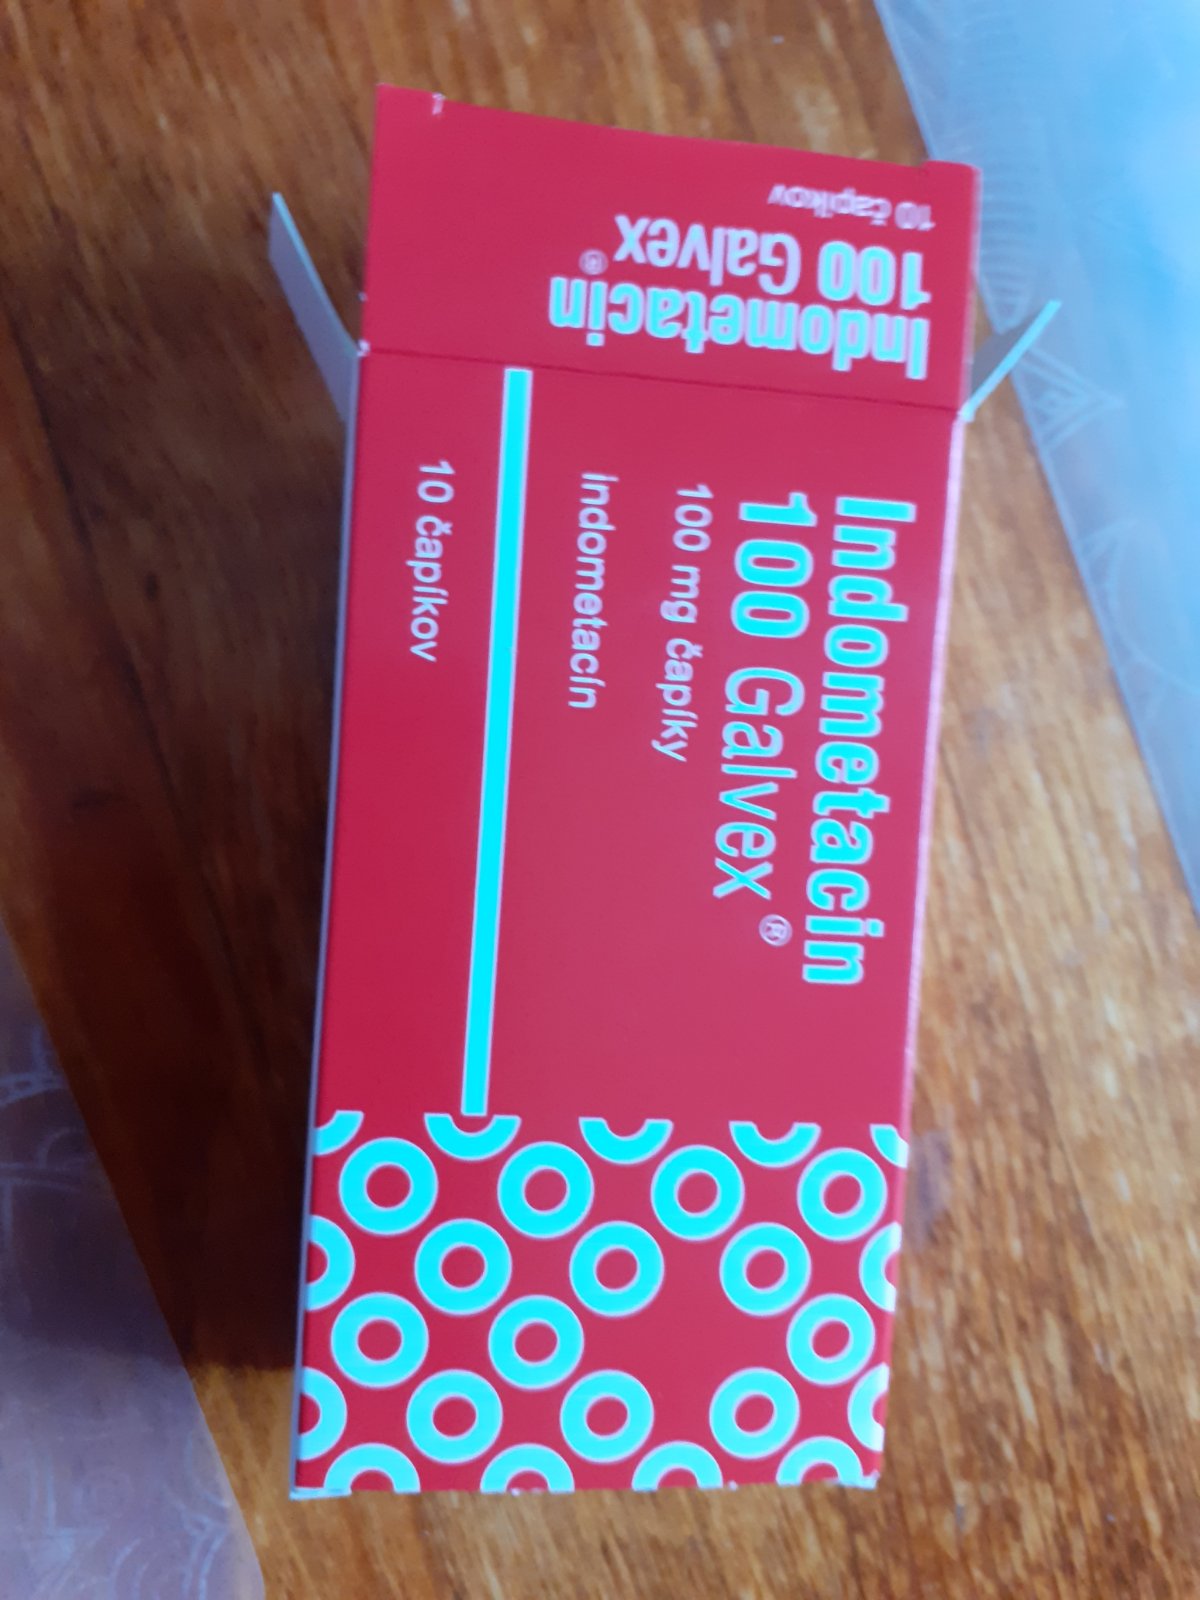 Indometacin
100 Galvex®
10 čapíkov
Indometacin
100 Galvex®
100 mg čapíky
indometacín
10 čapíkov